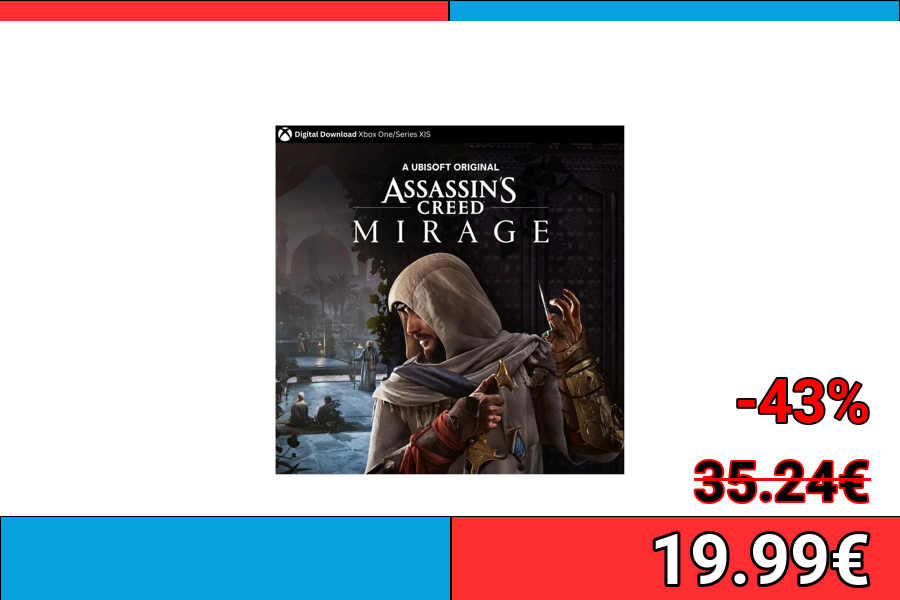 Digital Download Xbox One/Series X|S
A UBISOFT ORIGINAL
ASSASSIN'S
CREED
MIRAGE
-43%
35.24€
19.99€